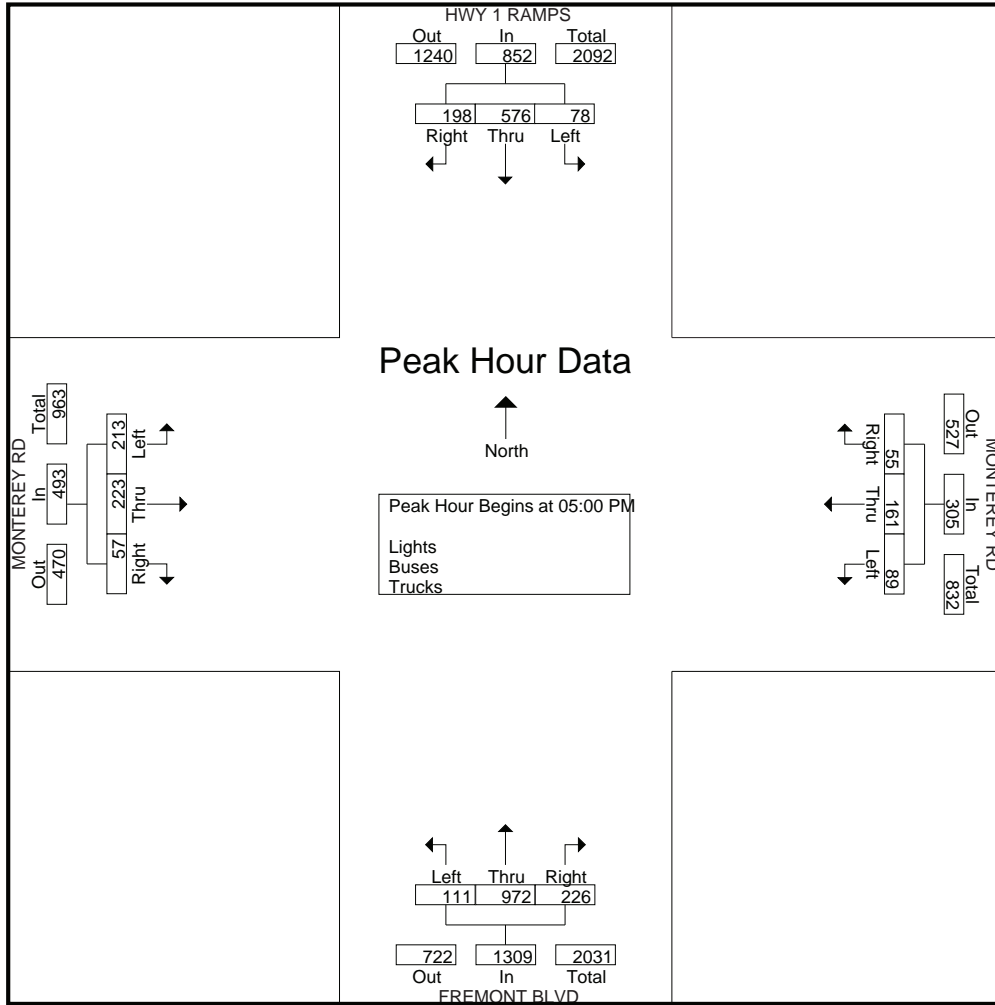 HWY 1 RAMPS
Out In Total
1240 852 2092
198 576 78
Right Thru Left
Peak Hour Data
North
Peak Hour Begins at 05:00 PM
Lights
Buses
Trucks
MONTEREY RD
Total In Out
963 493 470
213 223 57
Left Thru Right
Right Thru Left
55 161 89
Out In Total
527 305 832
MONTEREY RD
Left Thru Right
111 972 226
722 1309 2031
Out In Total
FREMONT BLVD